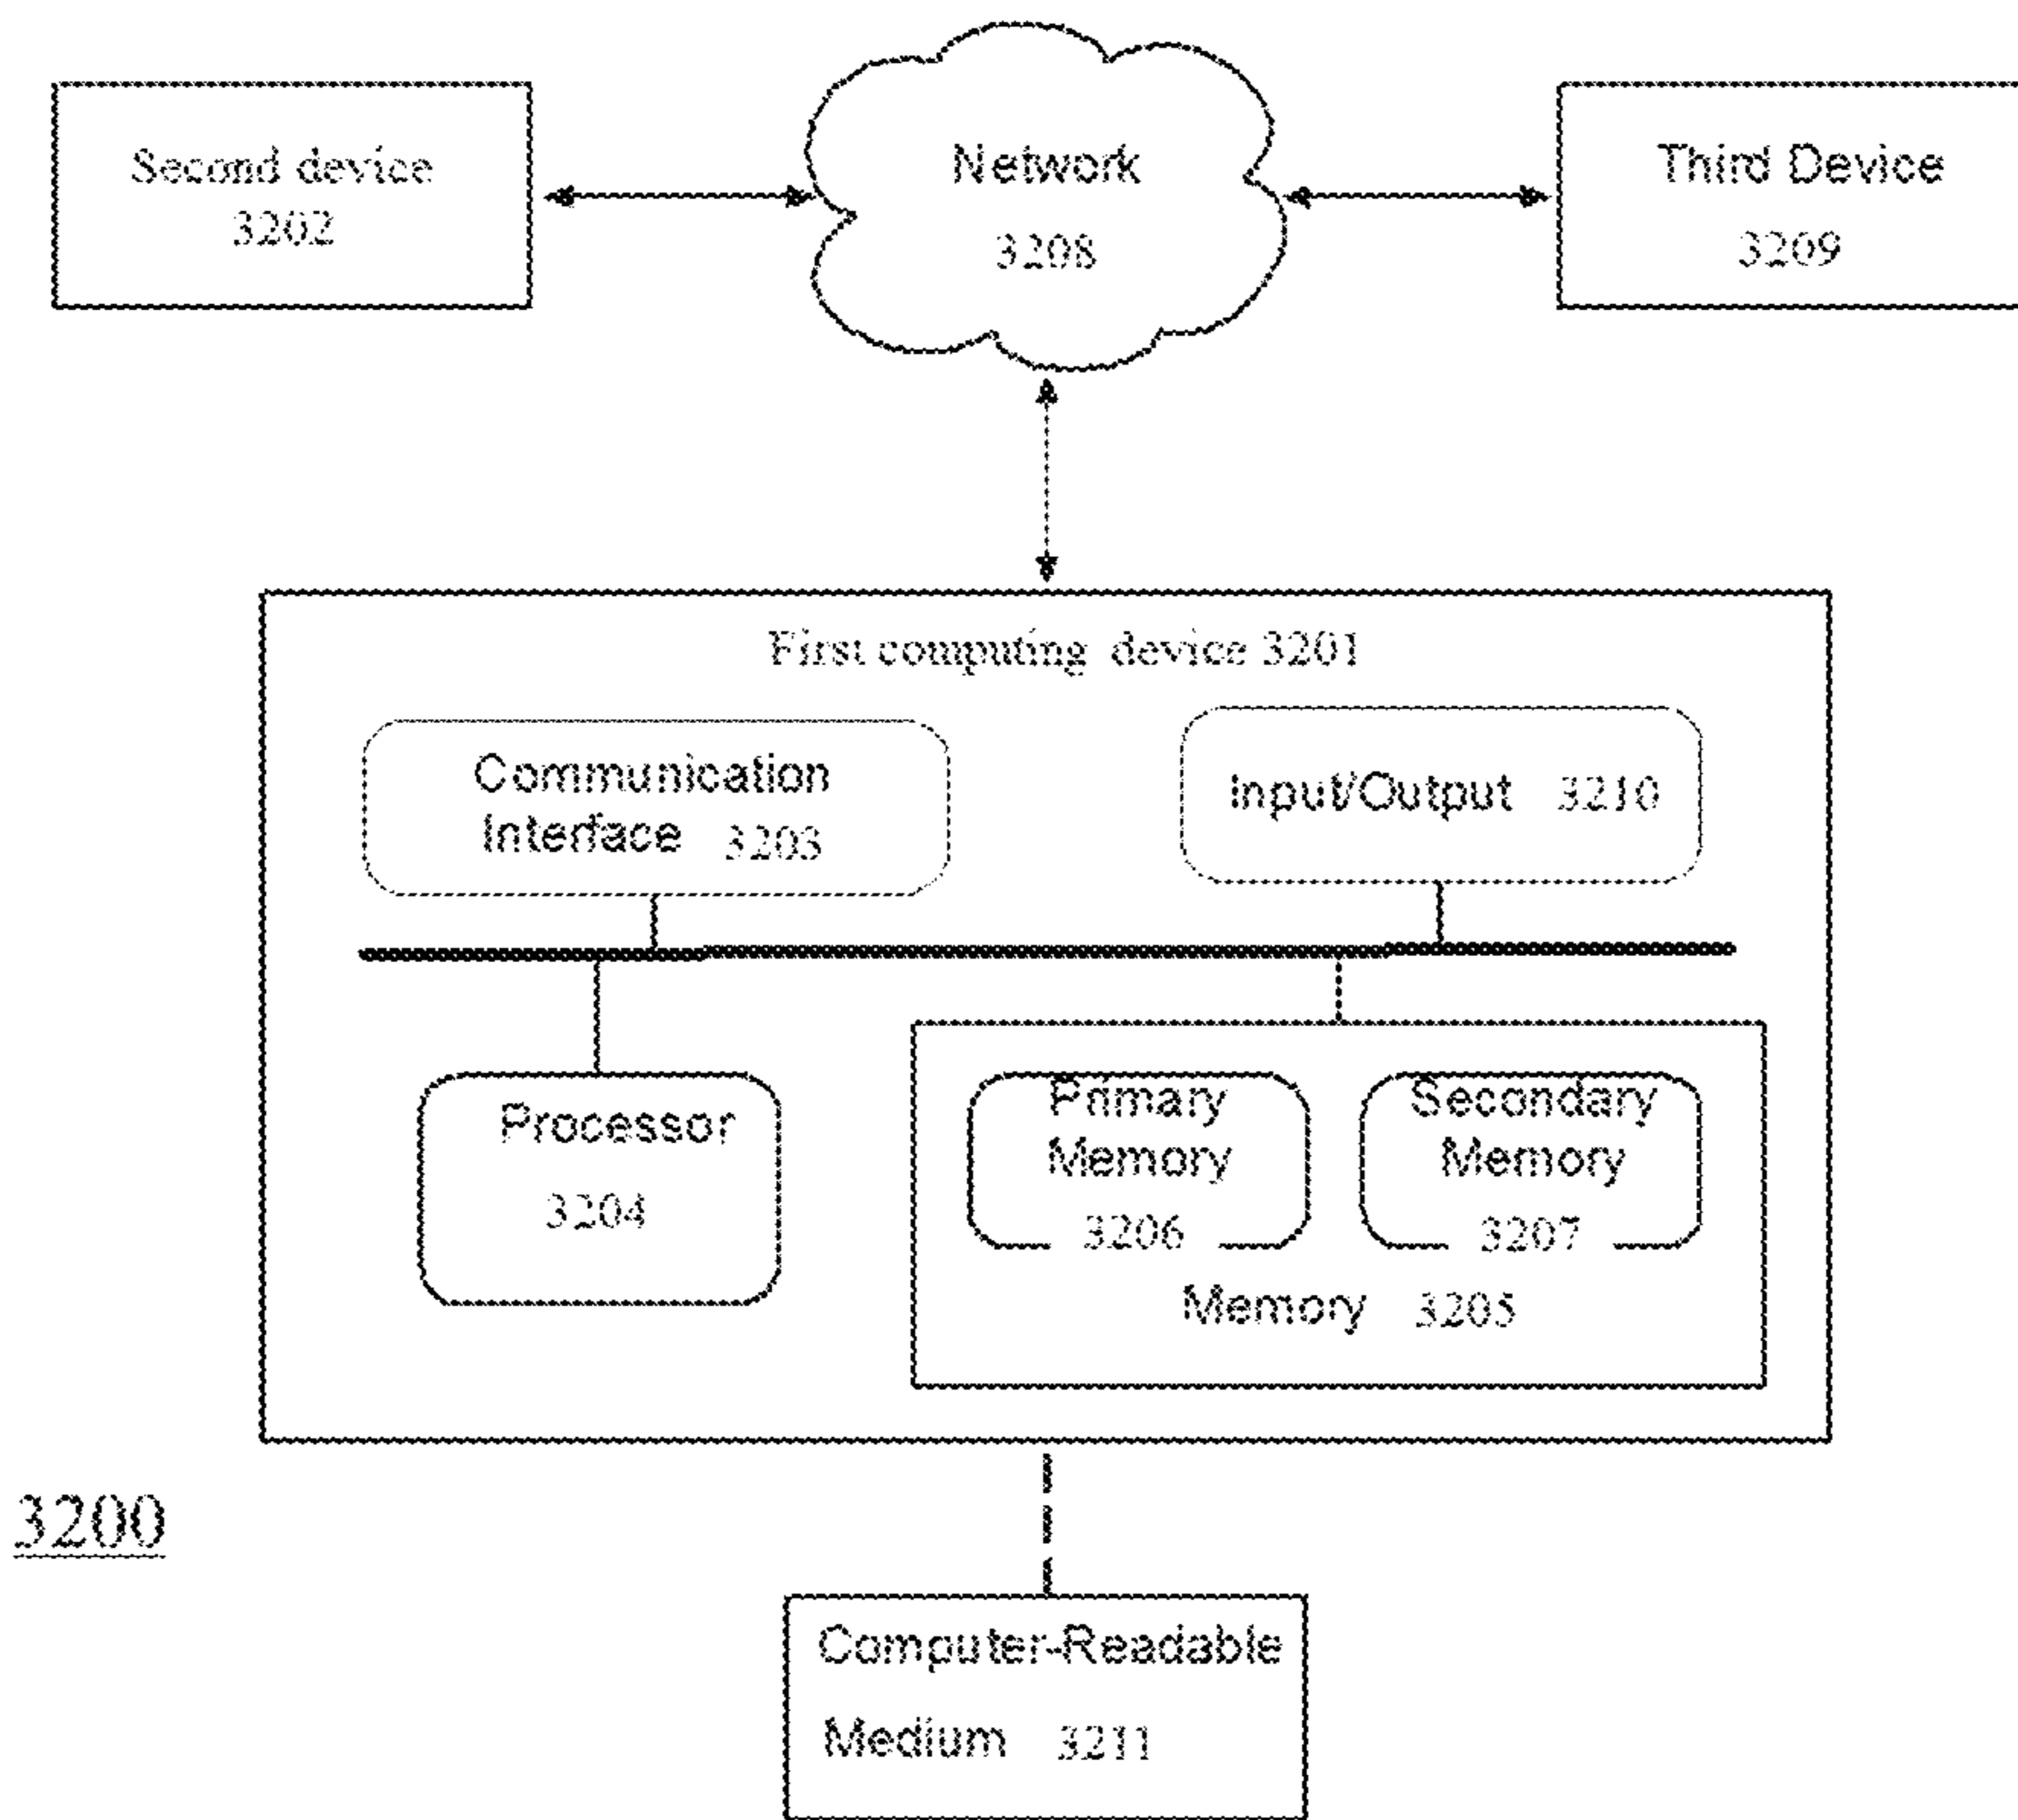 Second device
3202
Network
3208
Third Device
3209
First computing device 3201
Communication
Interface 3203
Input/Output 3210
Processor
3204
Primary
Memory
3206
Secondary
Memory
3207
Memory 3205
3200
Computer-Readable
Medium 3211